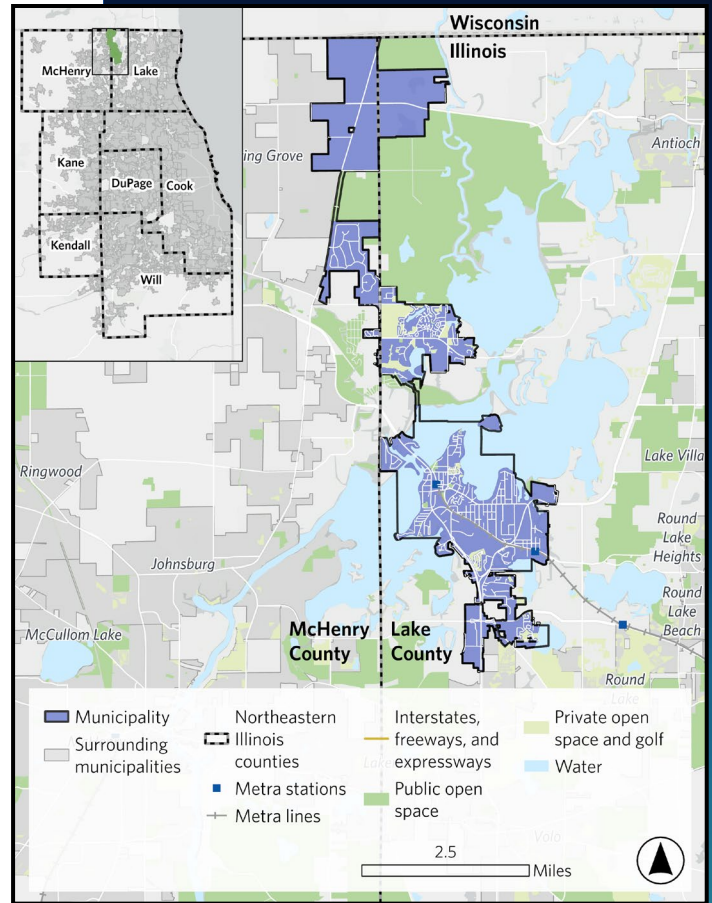 Wisconsin
Illinois
McHenry
Lake
Kane
DuPage
Cook
Kendall
Will
ing Grove
Antioch
Ringwood
Lake Villa
Round
Lake
Heights
Johnsburg
Round
Lake
Beach
McCullom Lake
McHenry
County
Lake
County
Round
Lake
Municipality
Surrounding
municipalities
Northeastern
Illinois
counties
Metra stations
Metra lines
Interstates,
freeways, and
expressways
Public open
space
Private open
space and golf
Water
Volo
2.5
Miles